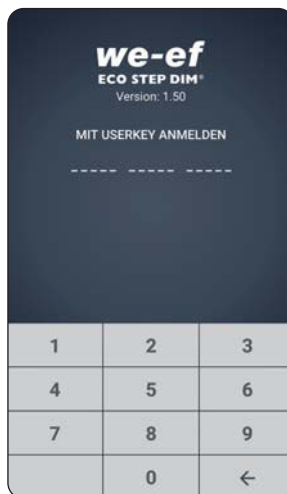 we-ef
ECO STEP DIM®
Version: 1.50
MIT USERKEY ANMELDEN
----- ----- -----
1 2 3
4 5 6
7 8 9
0 ←